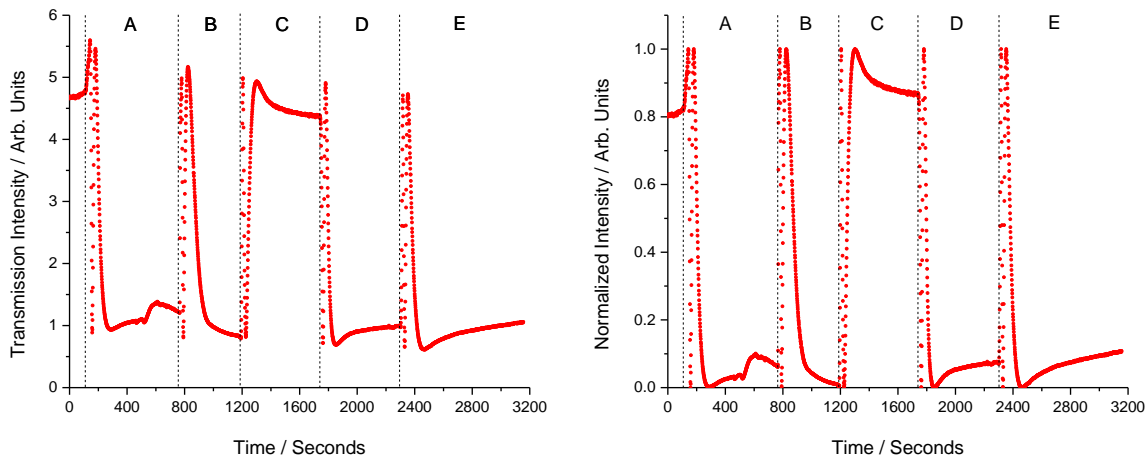 A B C D E
6
5
4
3
2
1
0
0 400 800 1200 1600 2000 2400 2800 3200
Transmission Intensity / Arb. Units
Time / Seconds
A B C D E
1.0
0.8
0.6
0.4
0.2
0.0
0 400 800 1200 1600 2000 2400 2800 3200
Normalized Intensity / Arb. Units
Time / Seconds